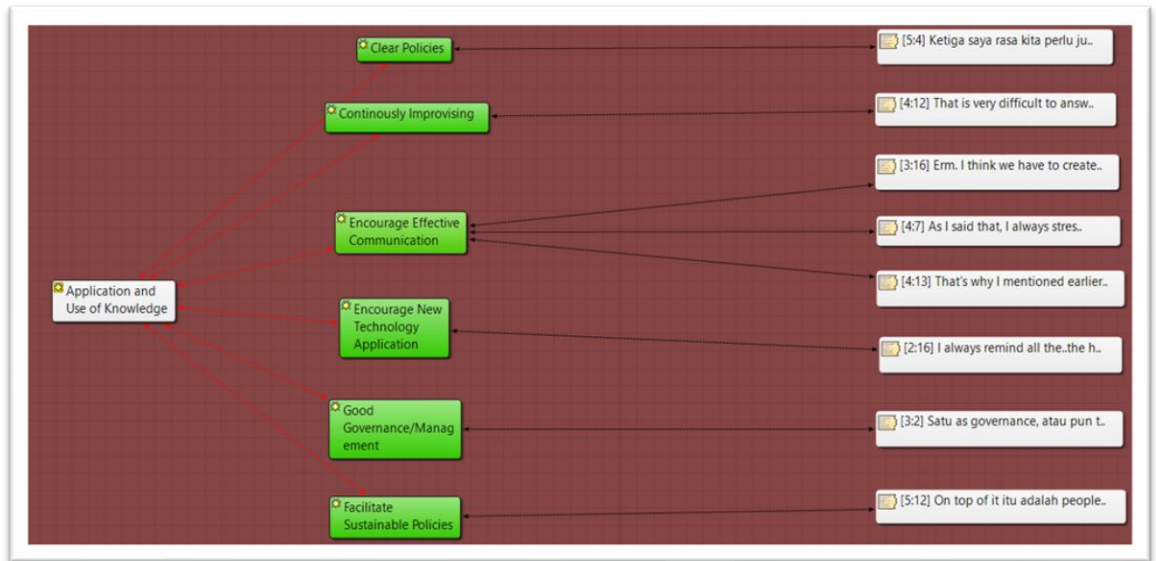 Clear Policies
[5:4] Ketiga saya rasa kita perlu ju..
Continously Improvising
[4:12] That is very difficult to answ..
[3:16] Erm. I think we have to create..
Encourage Effective
Communication
[4:7] As I said that, I always stres..
[4:13] That's why I mentioned earlier..
Application and
Use of Knowledge
Encourage New
Technology
Application
[2:16] I always remind all the..the h..
Good
Governance/Manag
ement
[3:2] Satu as governance, atau pun t..
Facilitate
Sustainable Policies
[5:12] On top of it itu adalah people..